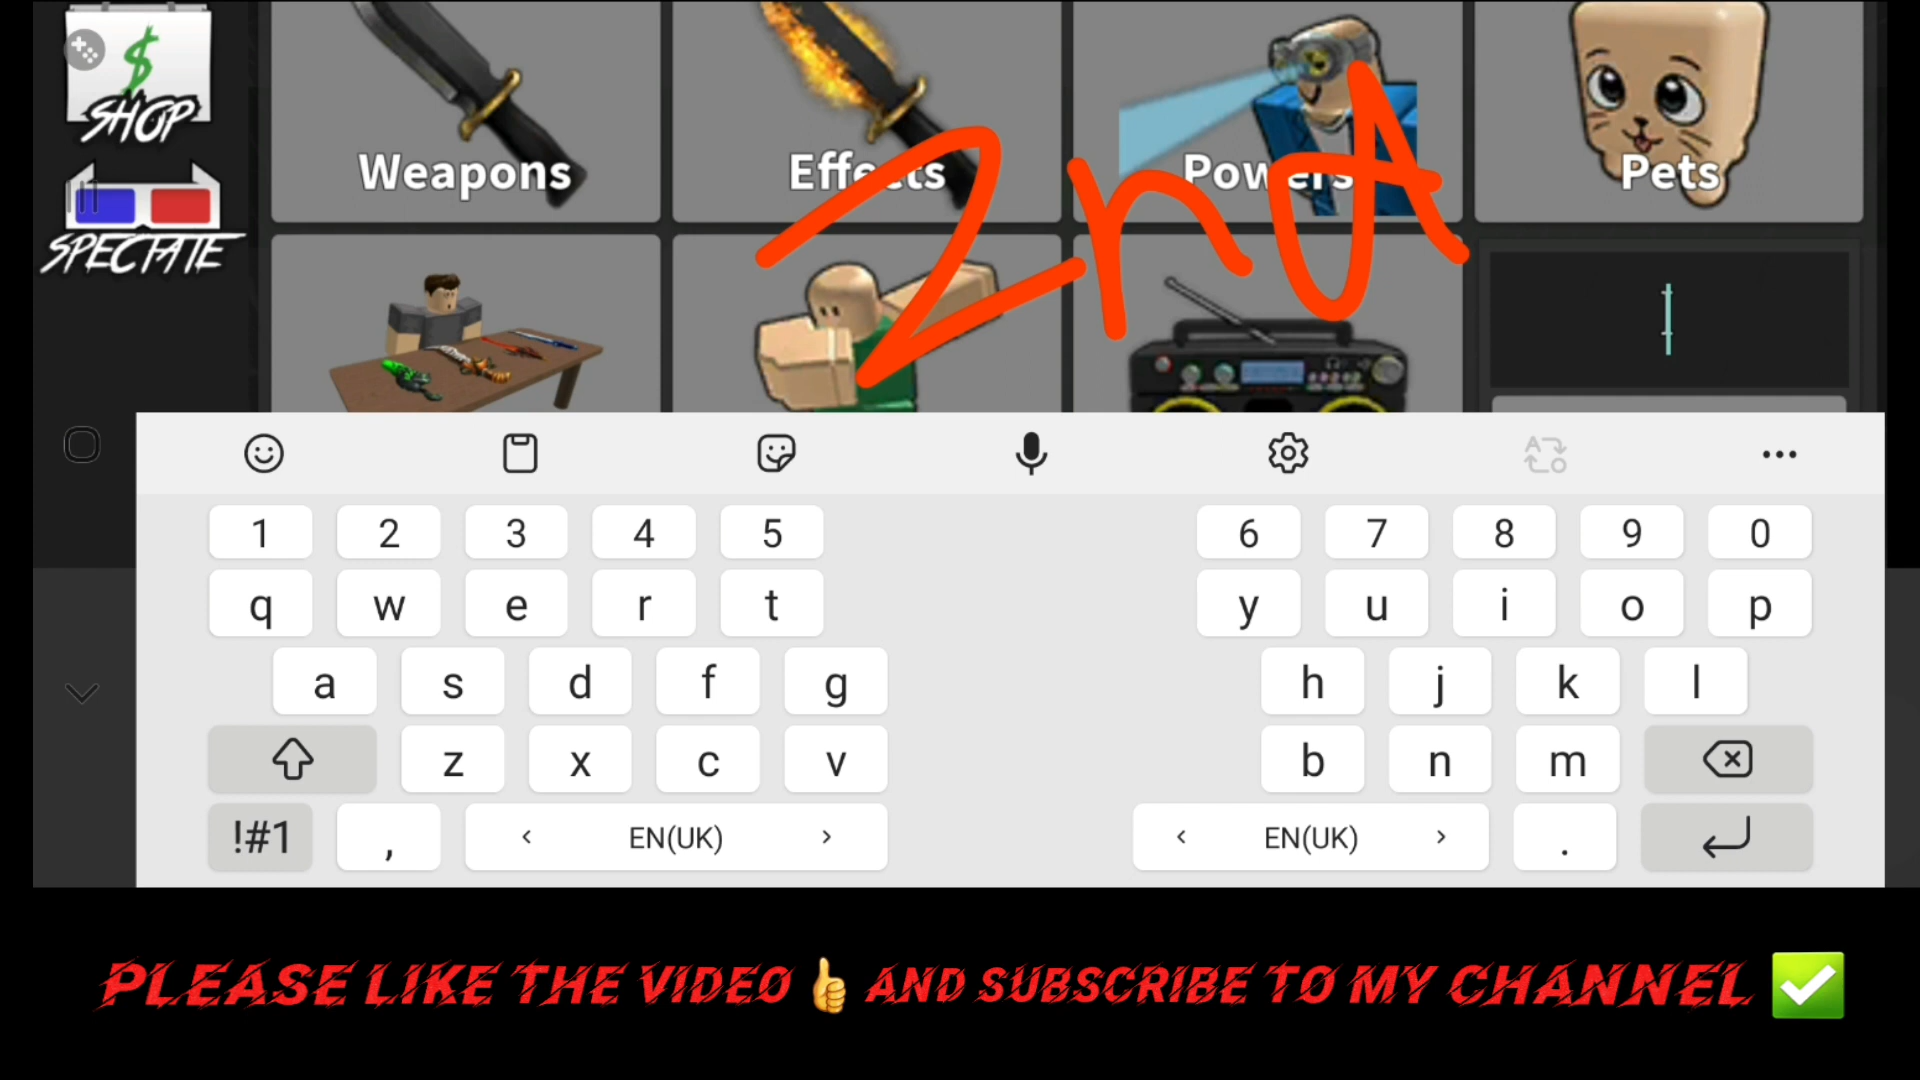 $
SHOP
SPECTATE
Weapons
Effects
Powers
Pets
2nd
1 2 3 4 5 6 7 8 9 0
q w e r t y u i o p
a s d f g h j k l
z x c v b n m
!#1 , < EN(UK) > < EN(UK) > .
PLEASE LIKE THE VIDEO 👍 AND SUBSCRIBE TO MY CHANNEL ✅